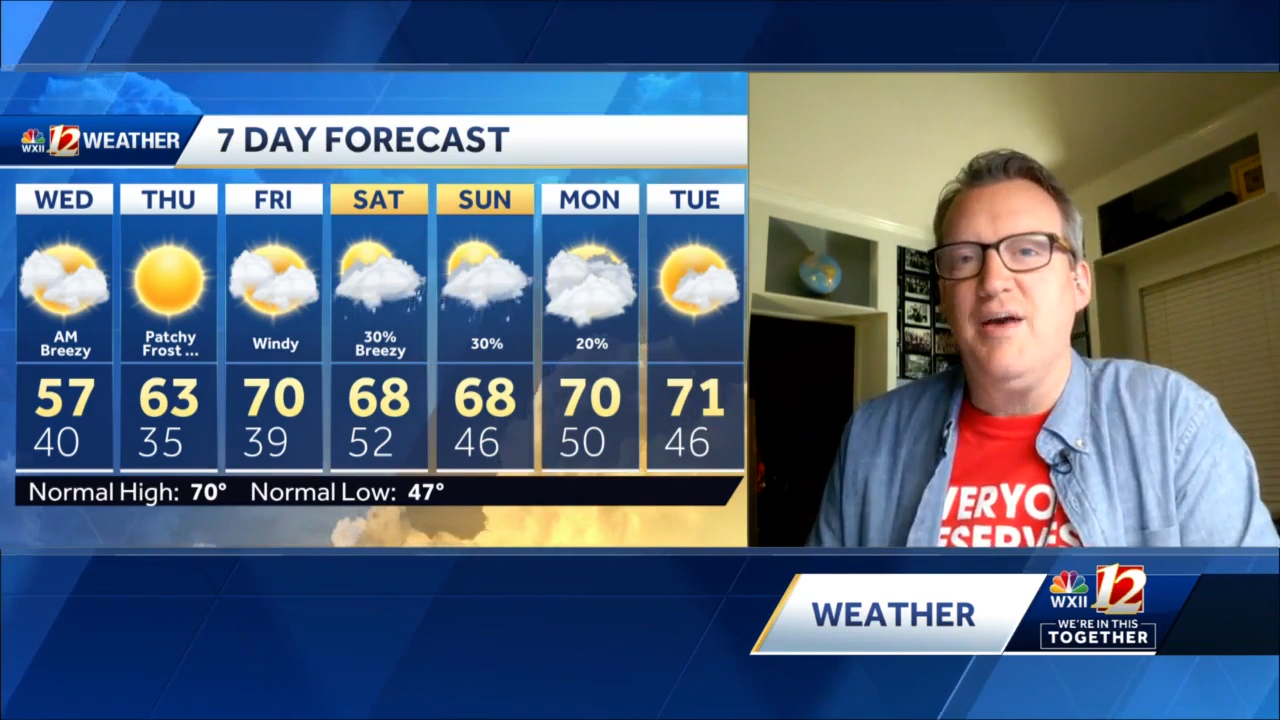 WXII 12 WEATHER
7 DAY FORECAST
WED THU FRI SAT SUN MON TUE
AM Breezy
Patchy Frost ...
Windy
30% Breezy
30%
20%
57 63 70 68 68 70 71
40 35 39 52 46 50 46
Normal High: 70° Normal Low: 47°
VERYO
ESERVES
WEATHER
WXII 12
WE'RE IN THIS
TOGETHER